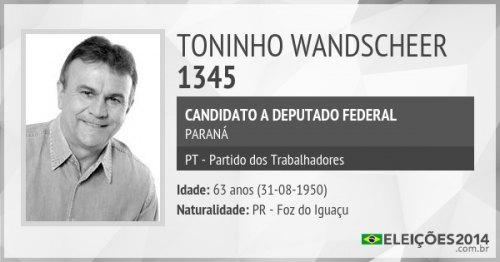 TONINHO WANDSCHEER
1345
CANDIDATO A DEPUTADO FEDERAL
PARANÁ
PT - Partido dos Trabalhadores
Idade: 63 anos (31-08-1950)
Naturalidade: PR - Foz do Iguaçu
ELEIÇÕES2014
.com.br